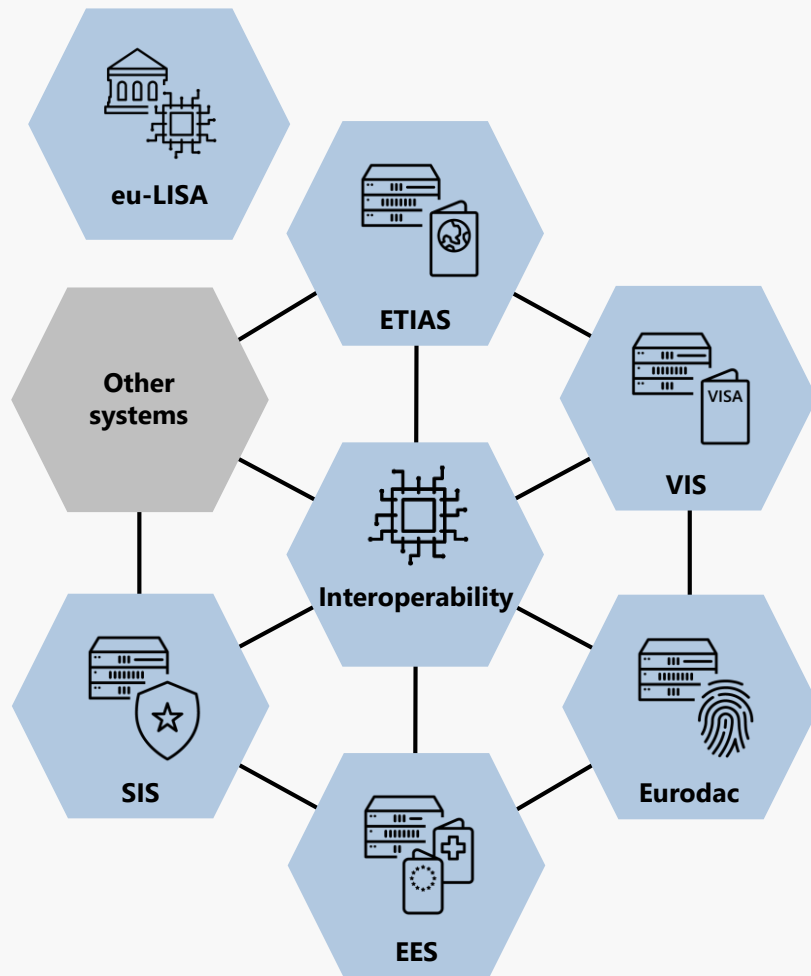 eu-LISA
ETIAS
Other
systems
VISA
VIS
Interoperability
SIS
Eurodac
EES